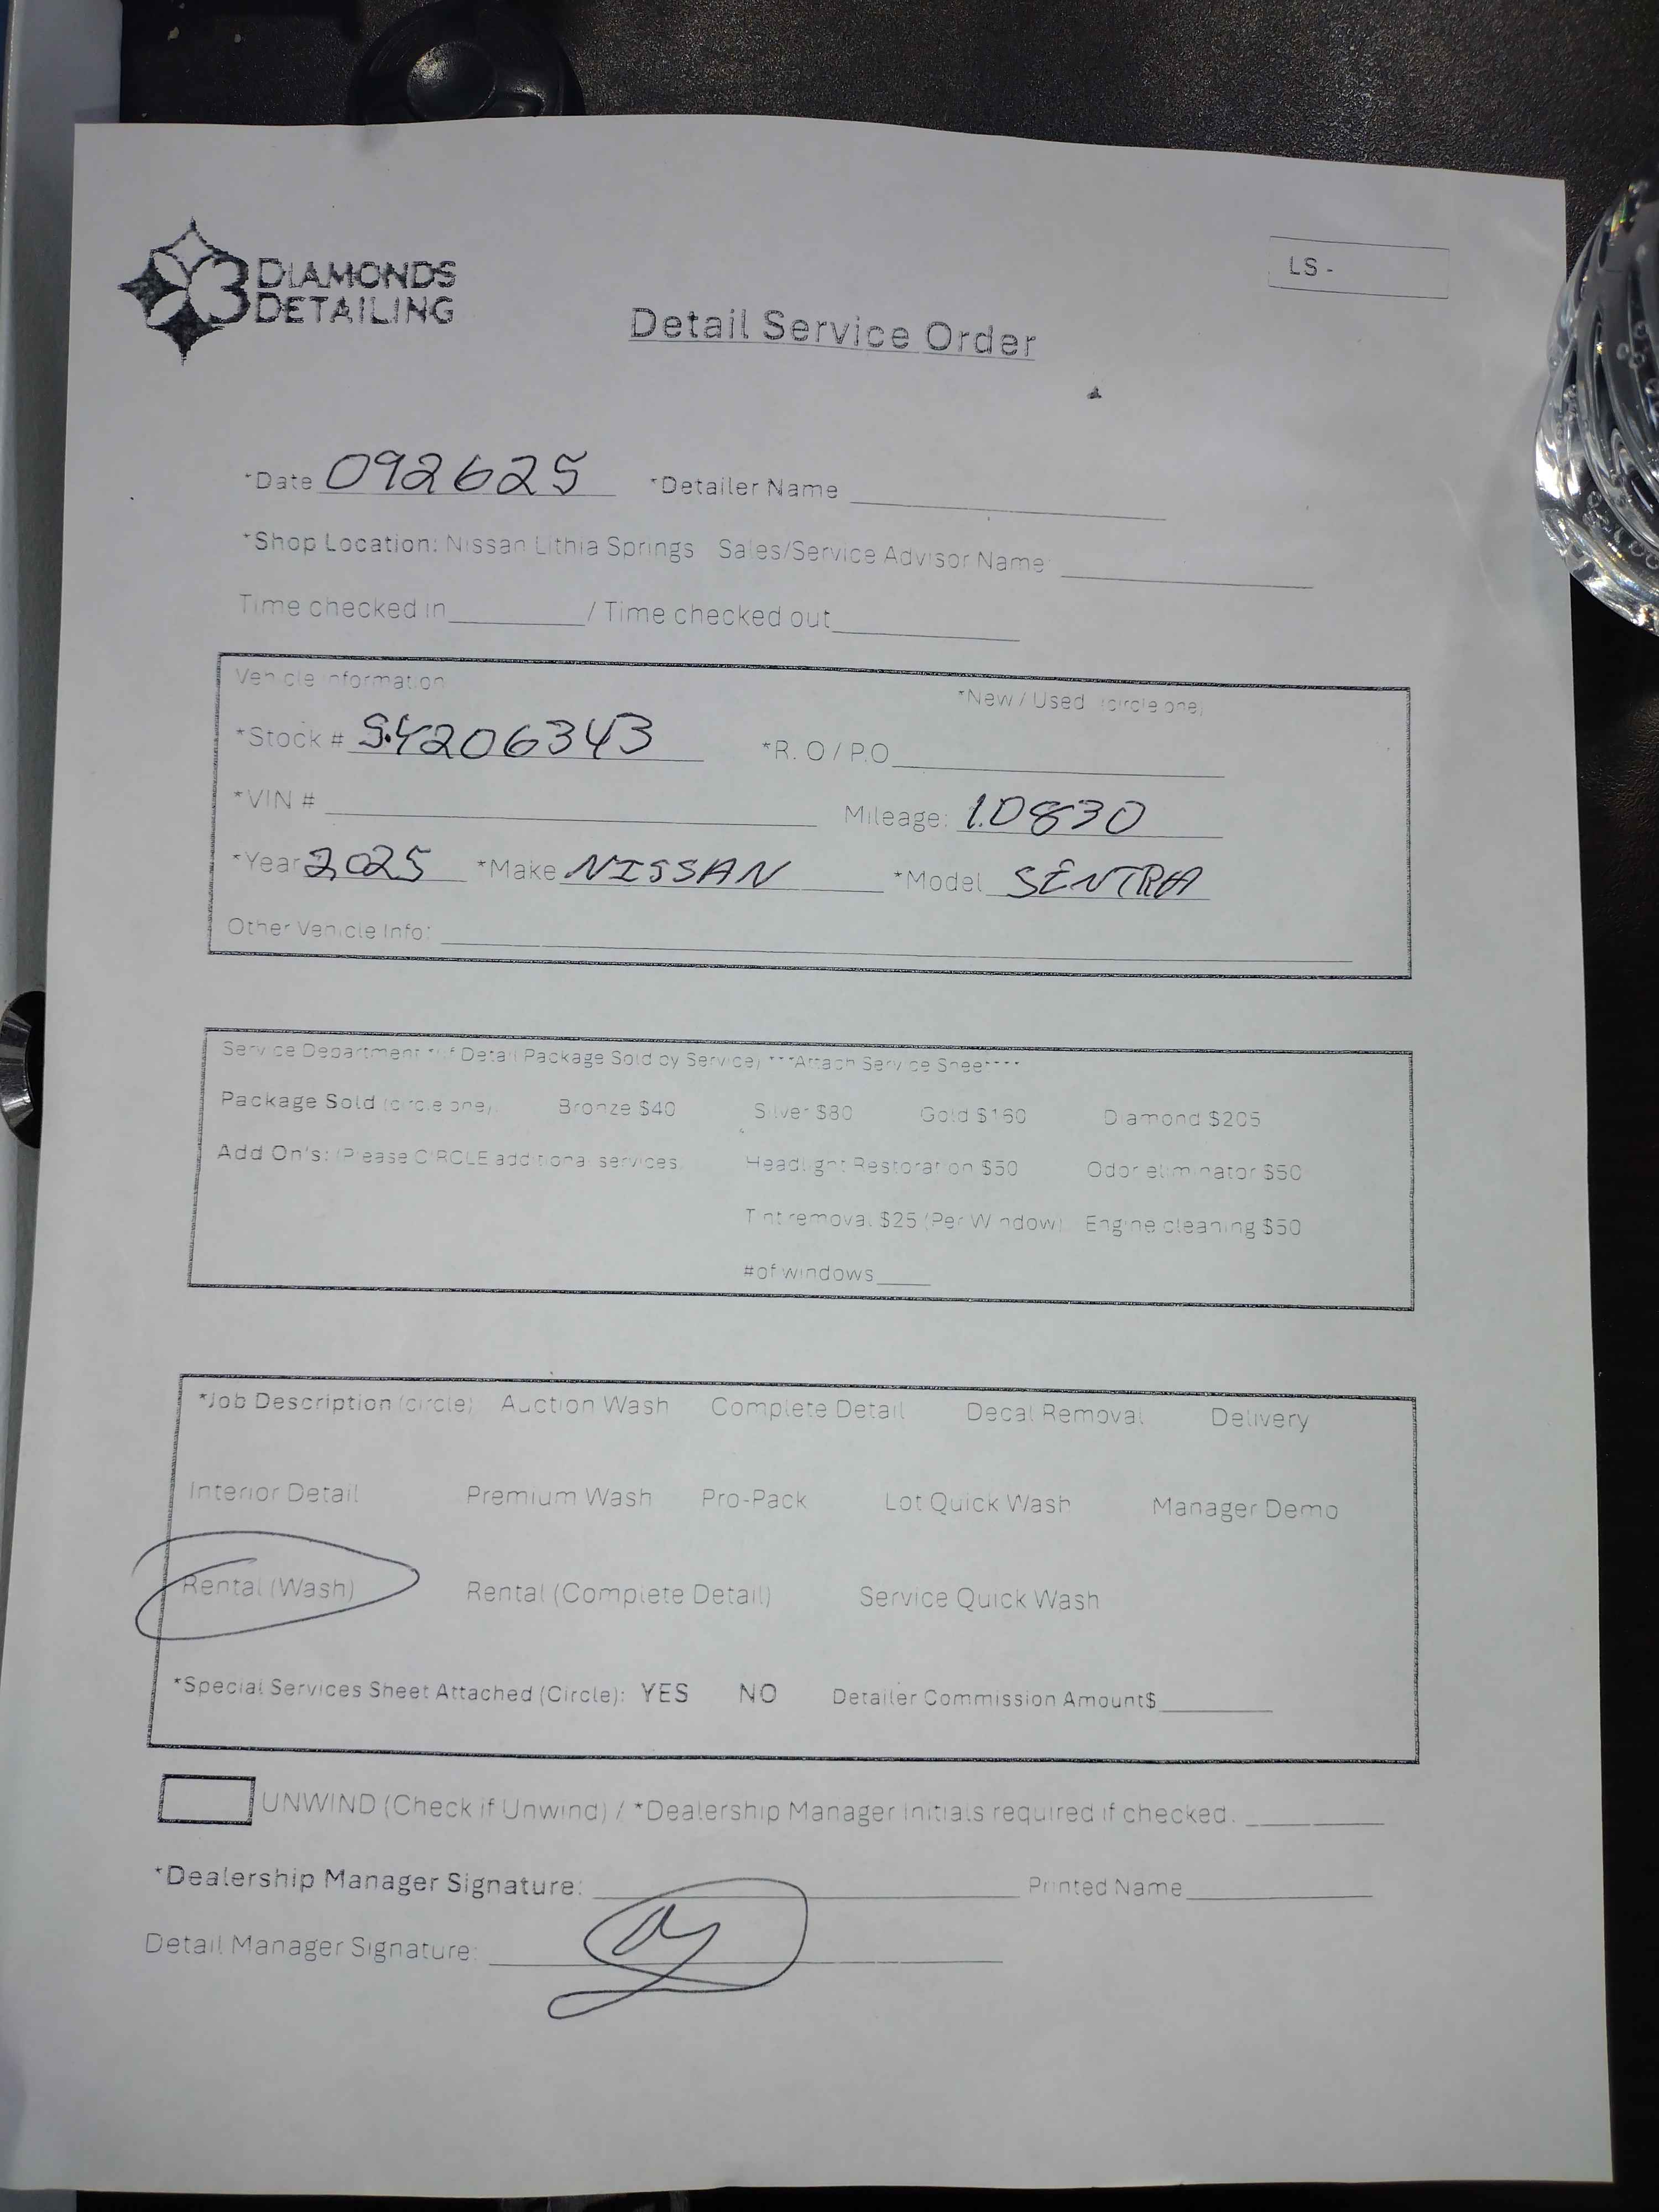 3 DIAMONDS DETAILING
LS -
Detail Service Order
*Date 092625 *Detailer Name
*Shop Location: Nissan Lithia Springs Sales/Service Advisor Name:
Time checked in / Time checked out
Vehicle Information
*New / Used (circle one)
*Stock # SY206343 *R.O / P.O
*VIN # Mileage: 10830
*Year 2025 *Make NISSAN *Model SENTRA
Other Vehicle Info:
Service Department *(if Detail Package Sold by Service) ***Attach Service Sheet****
Package Sold (circle one): Bronze $40 Silver $80 Gold $160 Diamond $205
Add On's: (Please CIRCLE additional services) Headlight Restoration $50 Odor eliminator $50
Tint removal $25 (Per Window) Engine cleaning $50
#of windows
*Job Description (circle) Auction Wash Complete Detail Decal Removal Delivery
Interior Detail Premium Wash Pro-Pack Lot Quick Wash Manager Demo
Rental (Wash) Rental (Complete Detail) Service Quick Wash
*Special Services Sheet Attached (Circle): YES NO Detailer Commission Amount$
UNWIND (Check if Unwind) / *Dealership Manager Initials required if checked.
*Dealership Manager Signature: Printed Name
Detail Manager Signature: